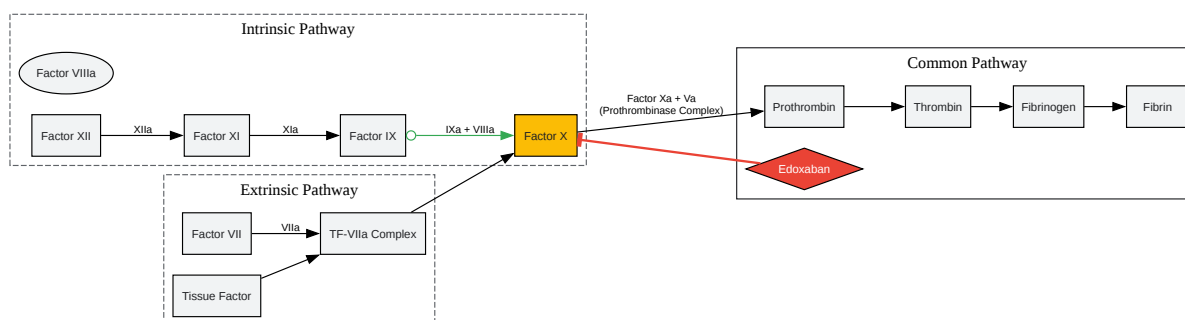 Intrinsic Pathway
Factor VIIIa
Factor XII
XIIa
Factor XI
XIa
Factor IX
IXa + VIIIa
Factor X
Extrinsic Pathway
Factor VII
VIIa
TF-VIIa Complex
Tissue Factor
Factor Xa + Va
(Prothrombinase Complex)
Common Pathway
Prothrombin
Thrombin
Fibrinogen
Fibrin
Edoxaban